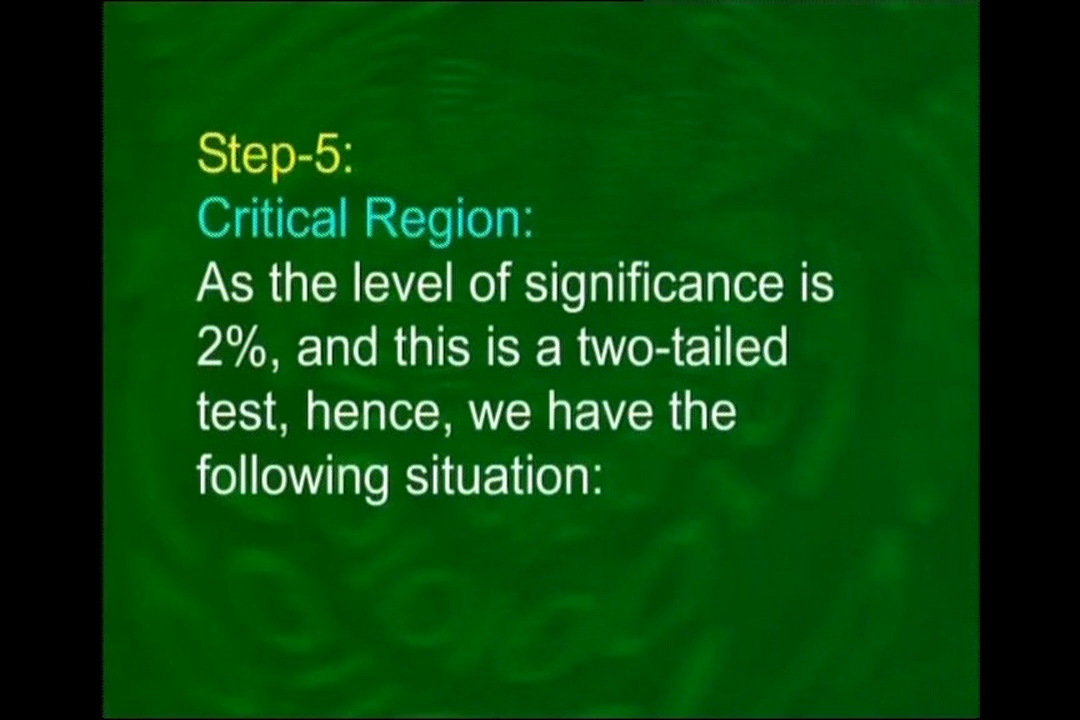 Step-5:
Critical Region:
As the level of significance is
2%, and this is a two-tailed
test, hence, we have the
following situation: